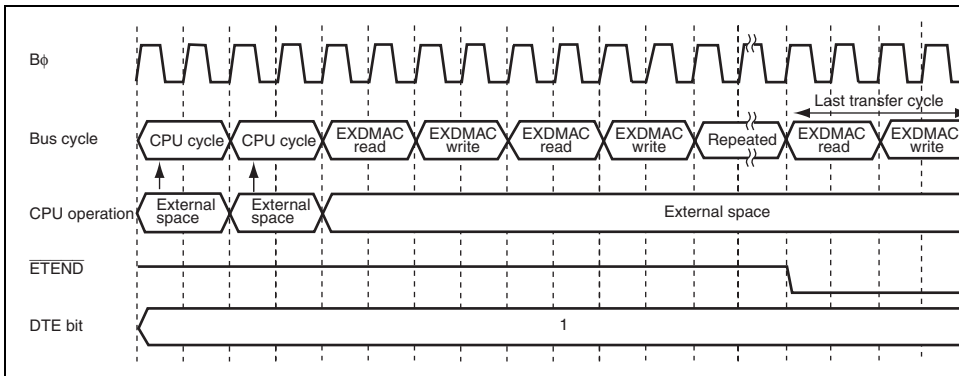 Bϕ
Last transfer cycle
Bus cycle
CPU cycle
CPU cycle
EXDMAC
read
EXDMAC
write
EXDMAC
read
EXDMAC
write
Repeated
EXDMAC
read
EXDMAC
write
CPU operation
External
space
External
space
External space
ETEND
DTE bit
1